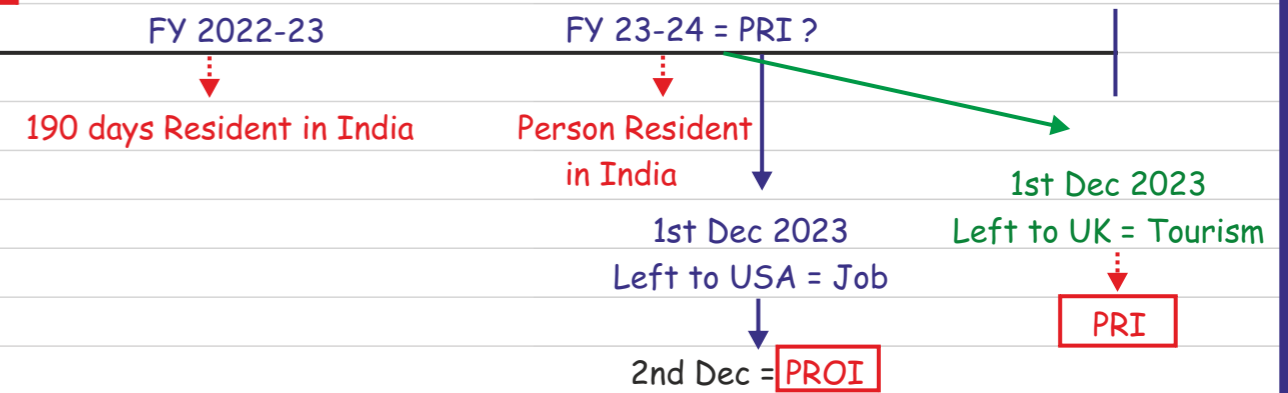 FY 2022-23
FY 23-24 = PRI ?
190 days Resident in India
Person Resident
in India
1st Dec 2023
Left to USA = Job
2nd Dec = PROI
1st Dec 2023
Left to UK = Tourism
PRI